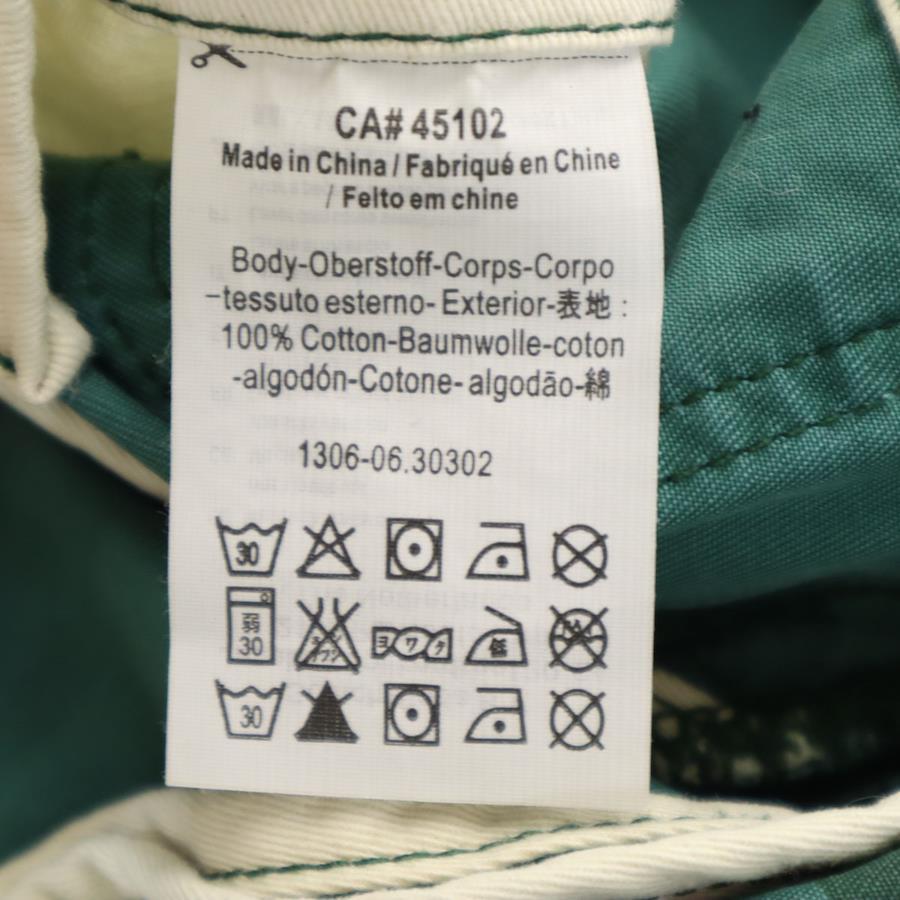 CA# 45102
Made in China / Fabriqué en Chine
/ Felto em chine
Body-Oberstoff-Corps-Corpo
-tessuto esterno- Exterior-表地 :
100% Cotton-Baumwolle-coton
-algodón-Cotone- algodão-綿
1306-06.30302
30
弱 ヨワク 低
30
30